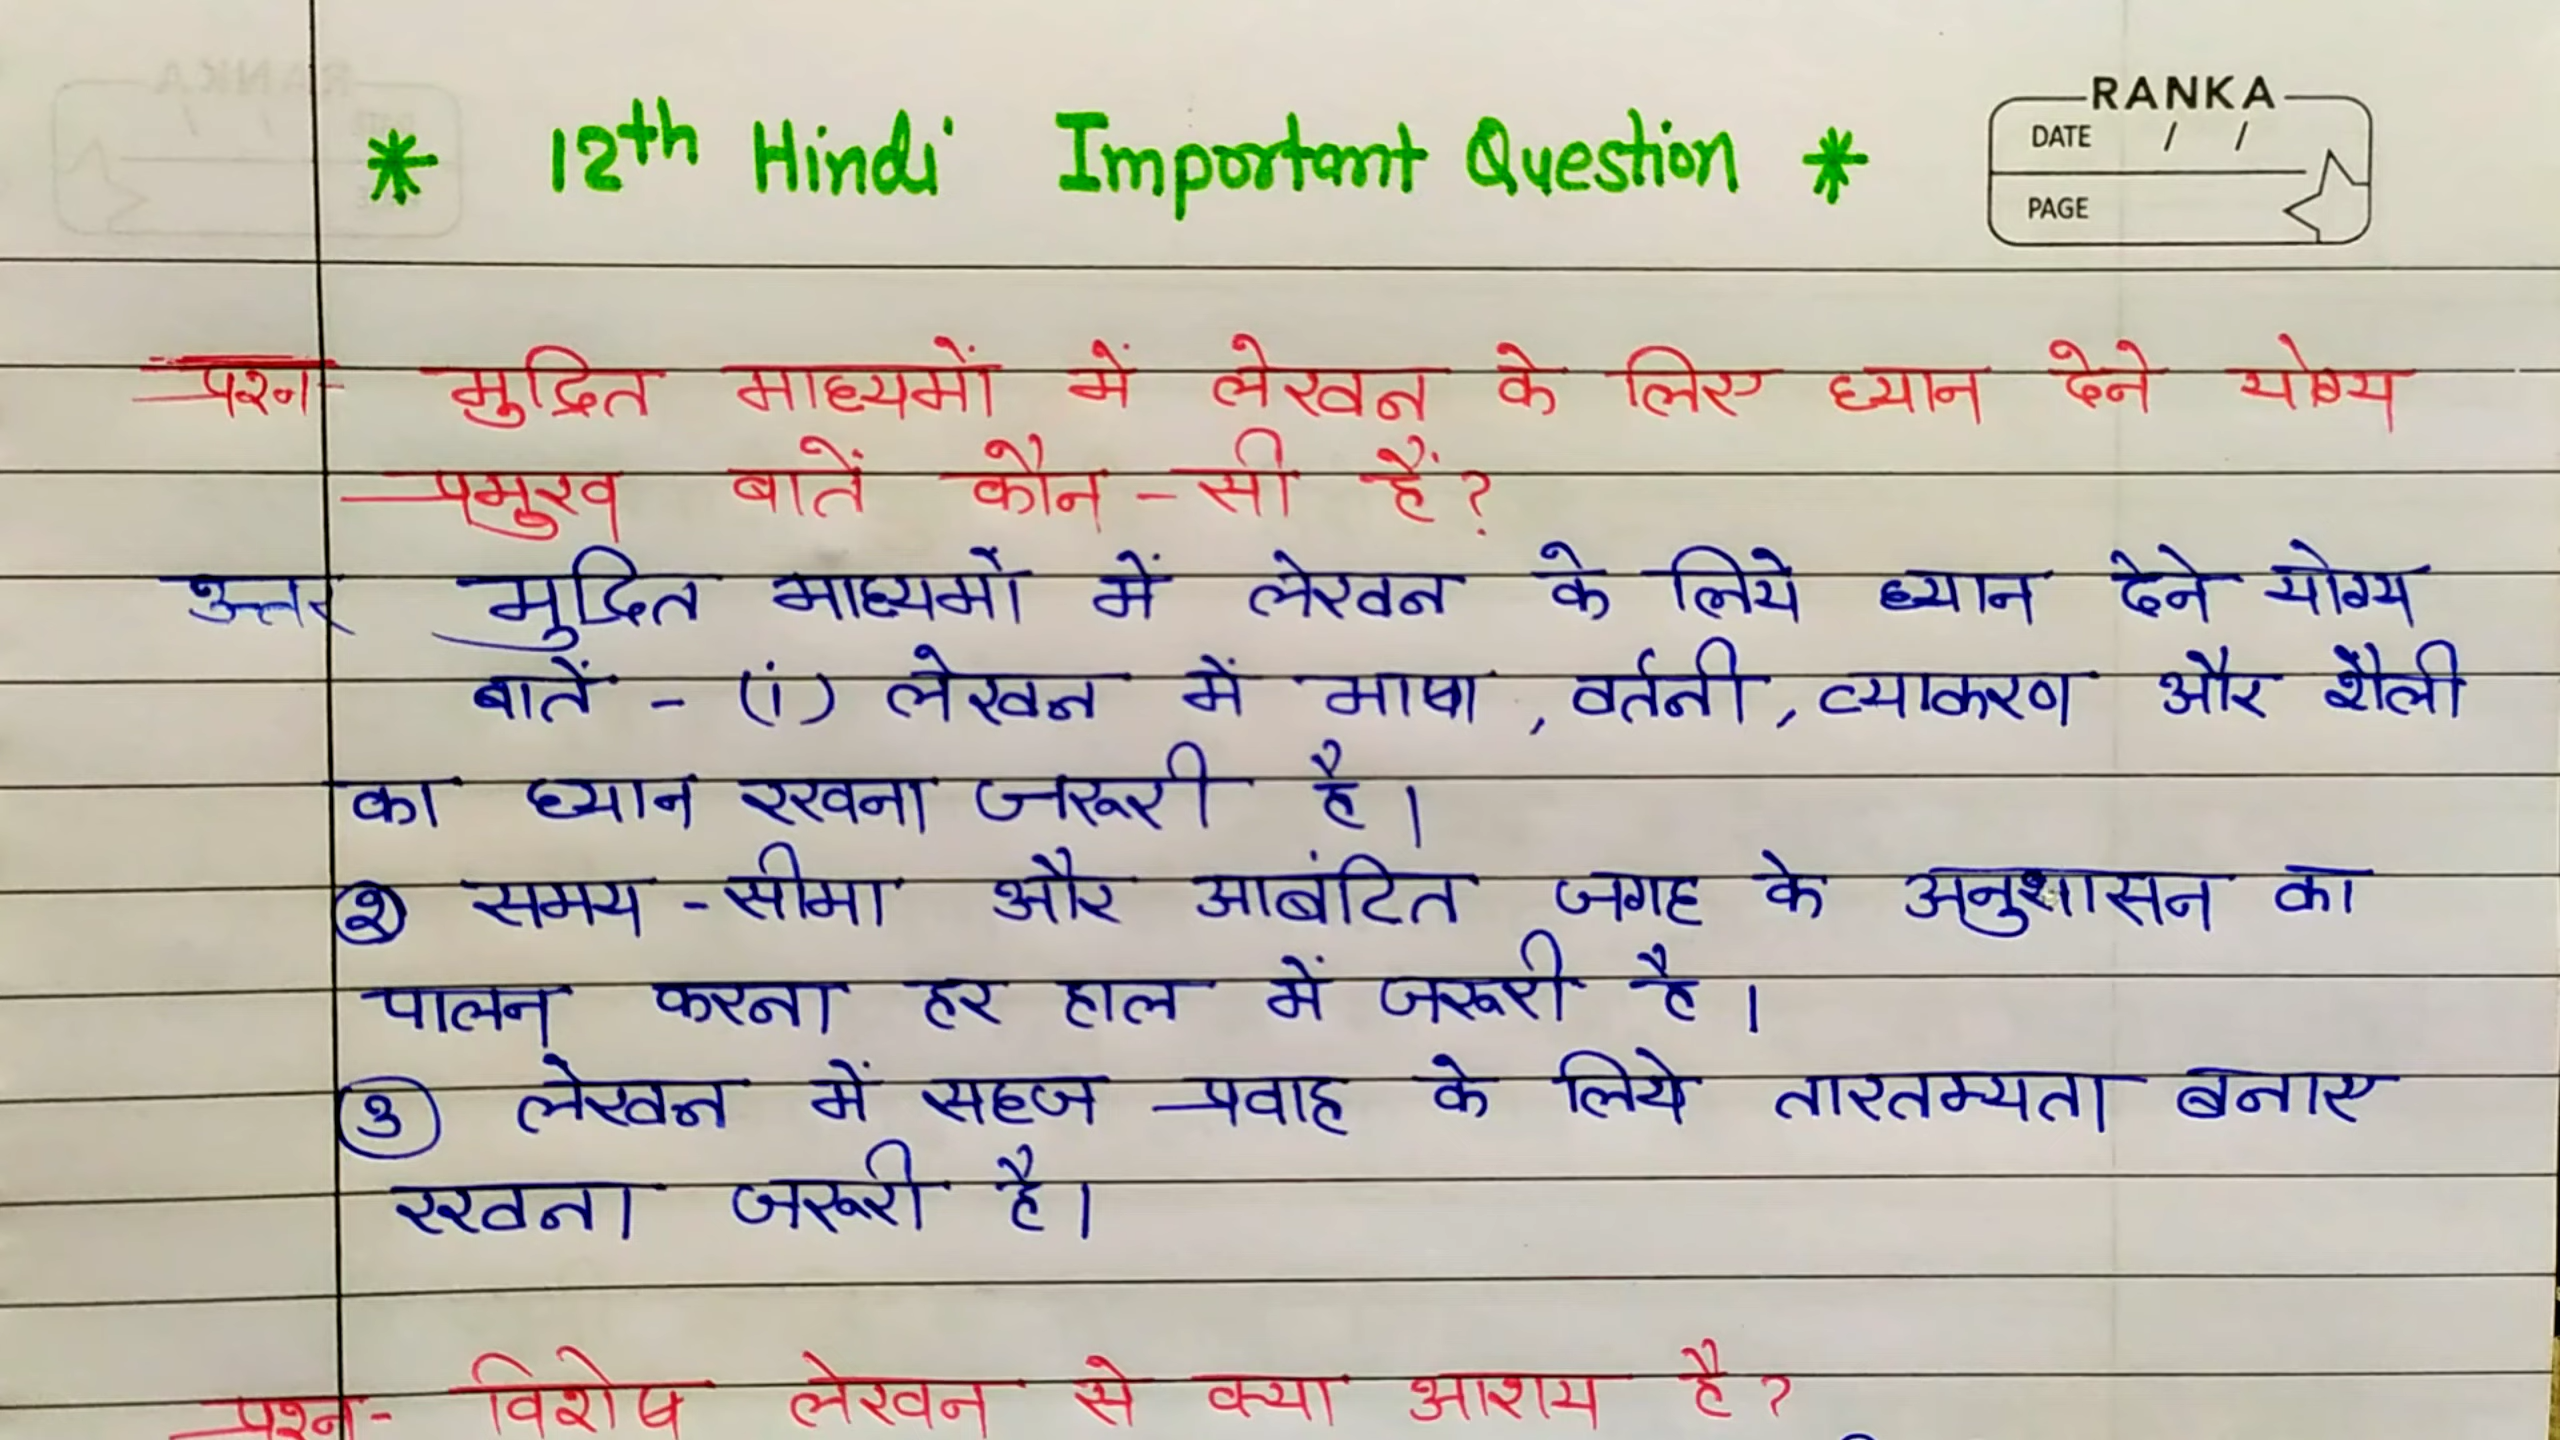 * 12th Hindi Important Question *
RANKA
DATE / /
PAGE
प्रश्न- मुद्रित माध्यमों में लेखन के लिए ध्यान देने योग्य
प्रमुख बातें कौन-सी हैं?
उत्तर मुद्रित माध्यमों में लेखन के लिये ध्यान देने योग्य
बातें - (i) लेखन में भाषा, वर्तनी, व्याकरण और शैली
का ध्यान रखना जरूरी है।
② समय-सीमा और आबंटित जगह के अनुशासन का
पालन करना हर हाल में जरूरी है।
③ लेखन में सहज प्रवाह के लिये तारतम्यता बनाए
रखना जरूरी है।
प्रश्न- विशेष लेखन से क्या आशय है?